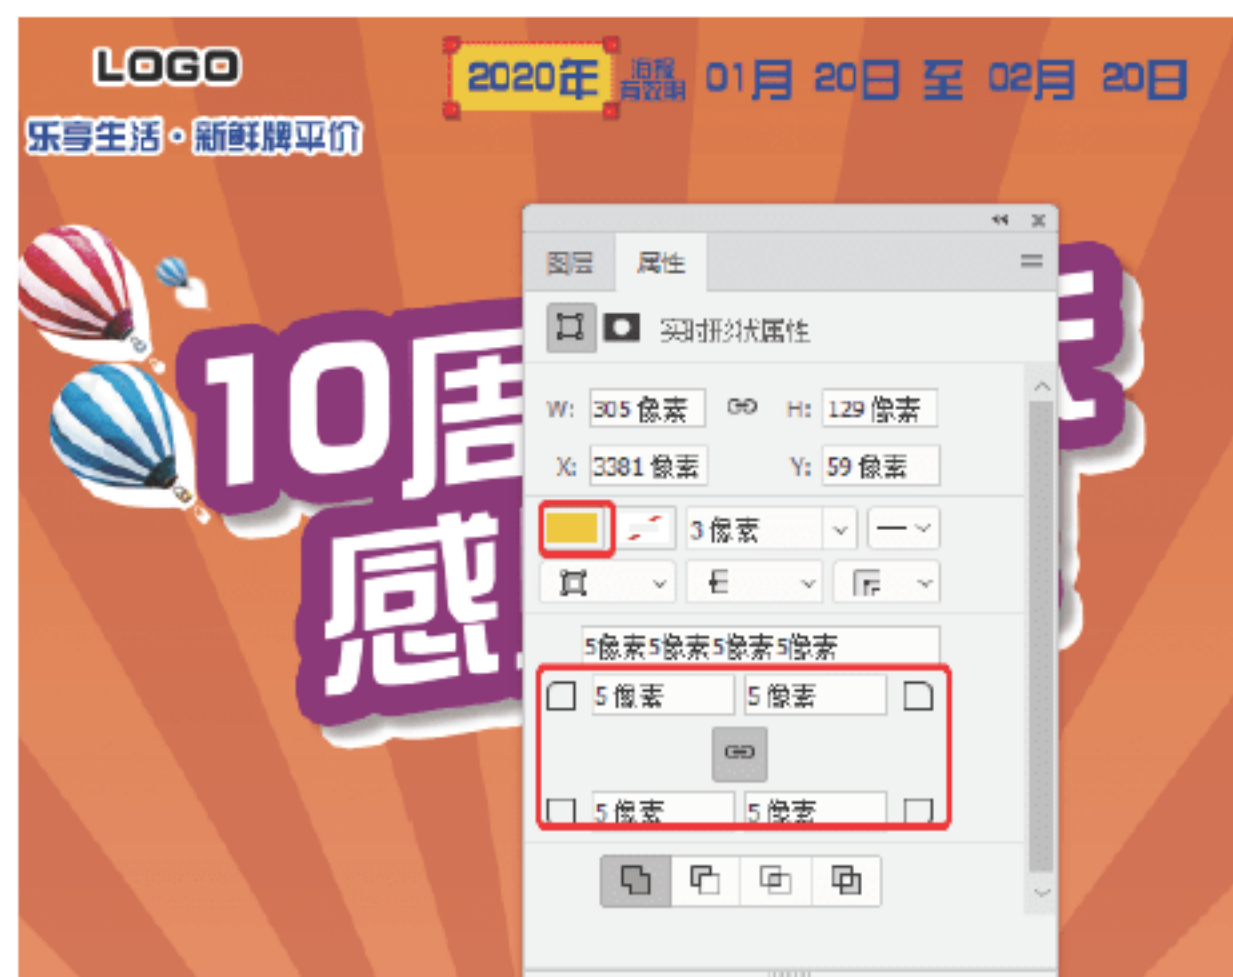 LOGO
2020年 海报 01月 20日 至 02月 20日
有效期
乐享生活·新鲜牌平价
图层 属性
实时形状属性
10周
W: 305 像素 H: 129 像素
X: 3381 像素 Y: 59 像素
3 像素
感
5像素5像素5像素5像素
5 像素 5 像素
5 像素 5 像素